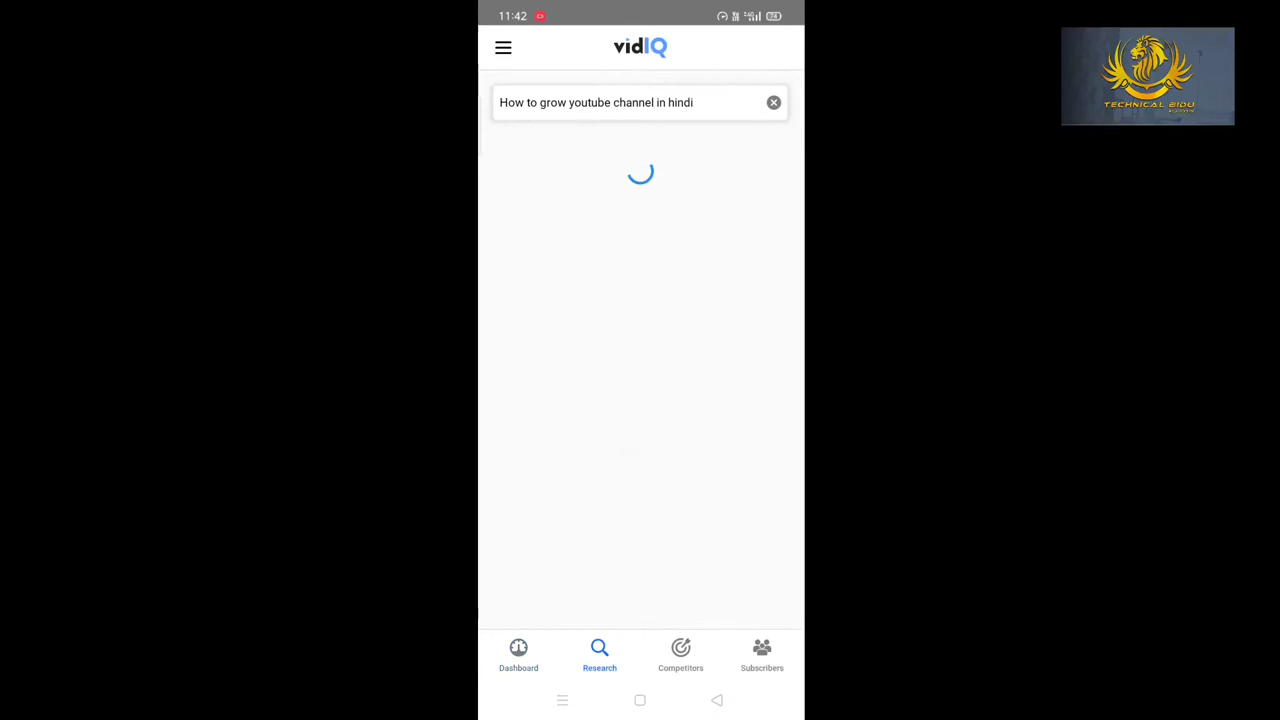 11:42
vidIQ
How to grow youtube channel in hindi
Dashboard
Research
Competitors
Subscribers
TECHNICAL BIDU